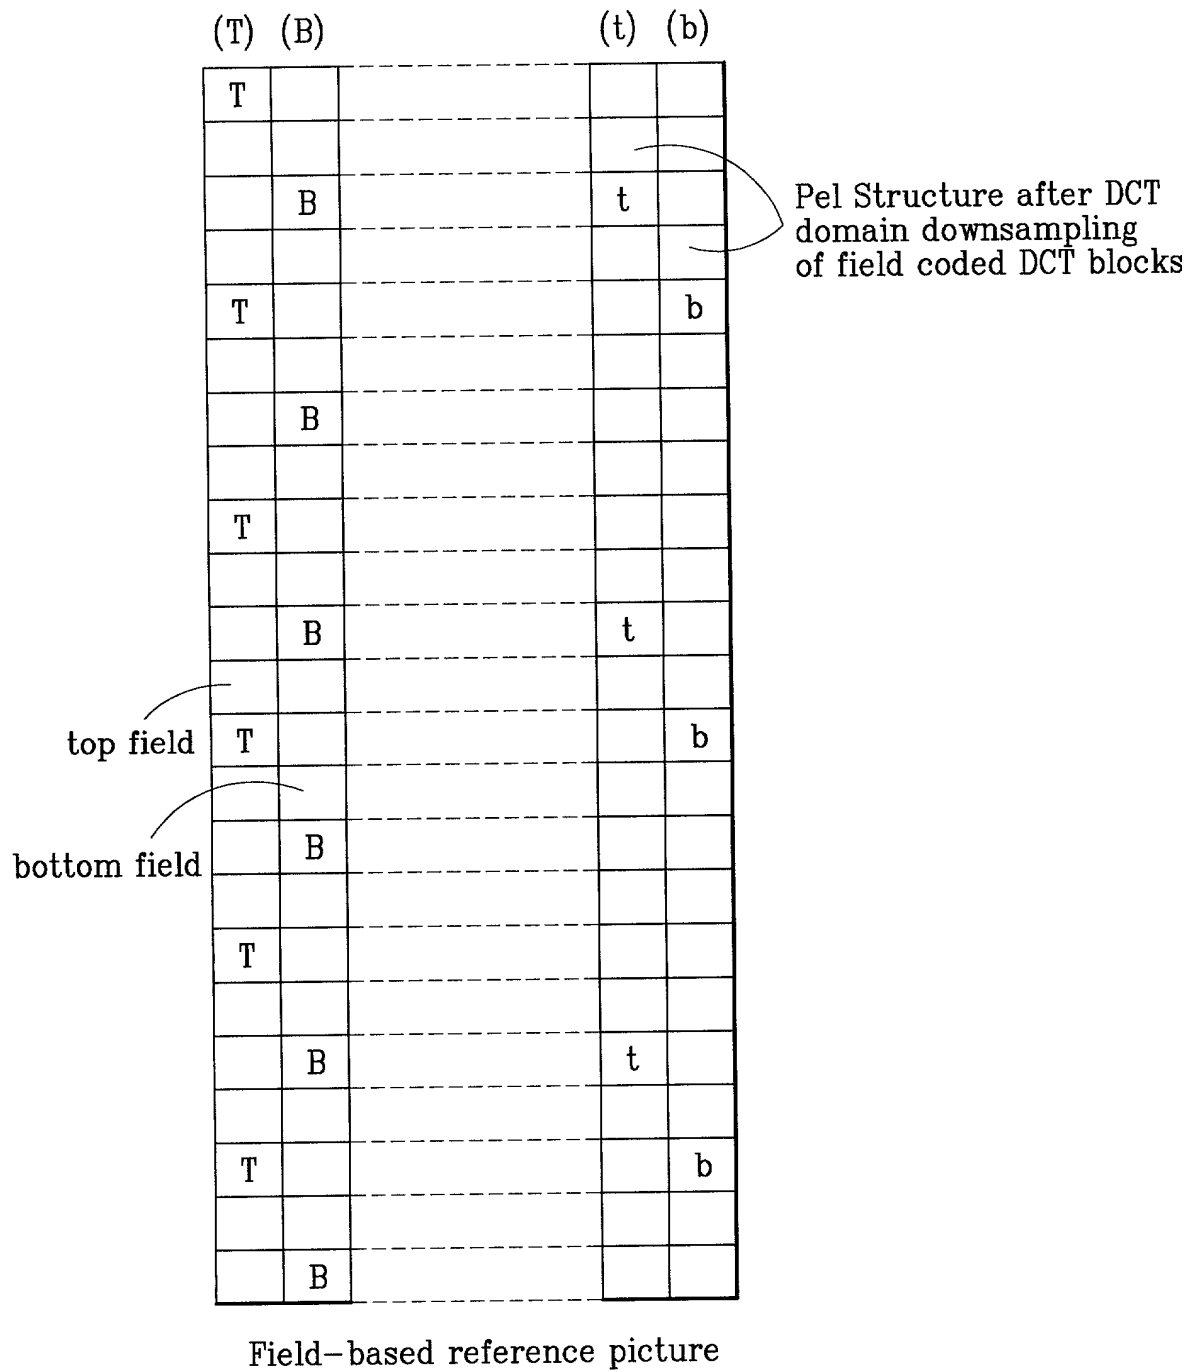 (T) (B) (t) (b)
T
B t
Pel Structure after DCT
domain downsampling
of field coded DCT blocks
T b
B
T
B t
top field T b
bottom field B
T
B t
T b
B
Field-based reference picture